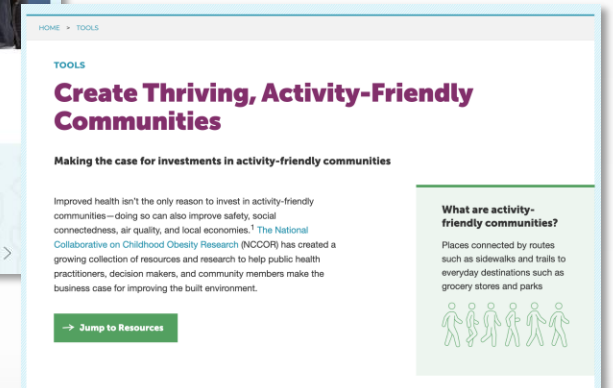 HOME > TOOLS
TOOLS
Create Thriving, Activity-Friendly
Communities
Making the case for investments in activity-friendly communities
Improved health isn't the only reason to invest in activity-friendly
communities—doing so can also improve safety, social
connectedness, air quality, and local economies.1 The National
Collaborative on Childhood Obesity Research (NCCOR) has created a
growing collection of resources and research to help public health
practitioners, decision makers, and community members make the
business case for improving the built environment.
→ Jump to Resources
What are activity-
friendly communities?
Places connected by routes
such as sidewalks and trails to
everyday destinations such as
grocery stores and parks